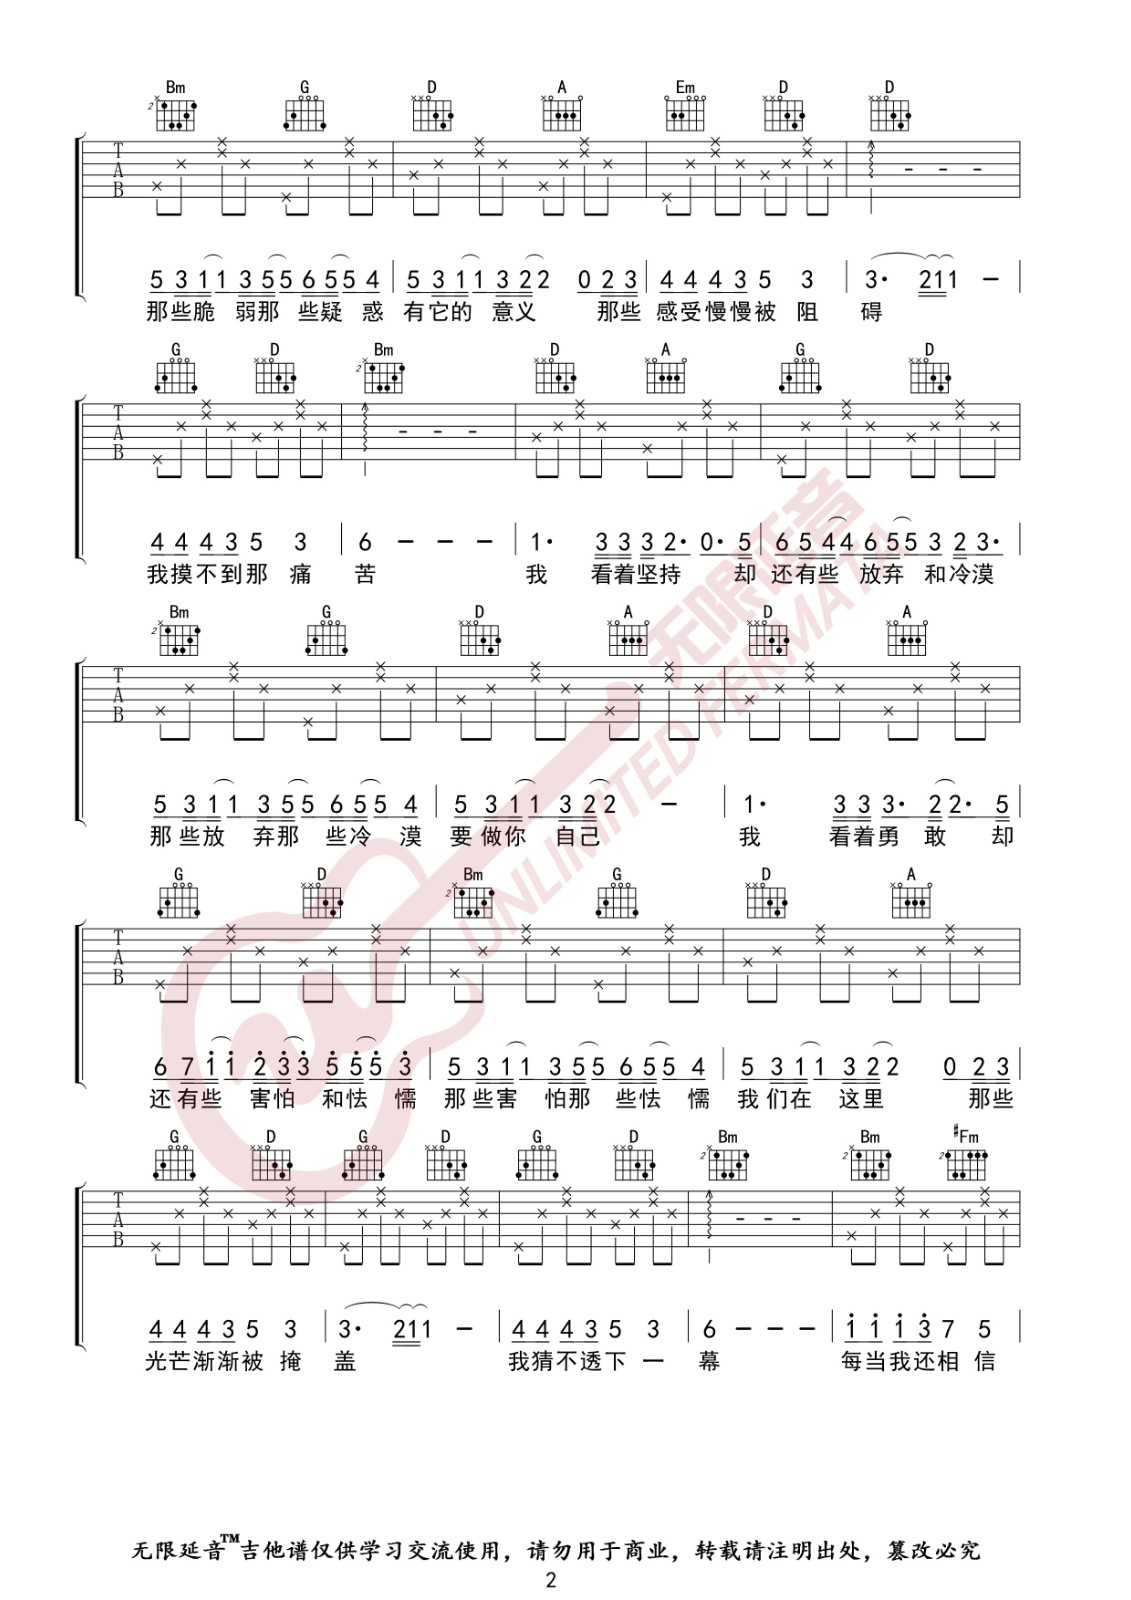 Bm G D A Em D D
T A B
5 3 1 1 3 5 5 6 5 5 4 5 3 1 1 3 2 2 0 2 3 4 4 4 3 5 3 3· 2 1 1 –
那些脆 弱那 些疑 惑 有它的 意义 那些 感受慢慢被 阻 碍
G D Bm D A G D
T A B
4 4 4 3 5 3 6 – – – 1· 3 3 3 2· 0· 5 6 5 4 4 6 5 5 3 2 3·
我摸不到那 痛 苦 我 看着坚持 却 还有些 放弃 和冷漠
Bm G D A D A
T A B
5 3 1 1 3 5 5 6 5 5 4 5 3 1 1 3 2 2 – 1· 3 3 3· 2 2· 5
那些放 弃那 些冷 漠 要做你 自己 我 看着勇 敢 却
G D Bm G D A
T A B
6 7 1 1 2 3 3 5 5 5 3 5 3 1 1 3 5 5 6 5 5 4 5 3 1 1 3 2 2 0 2 3
还有些 害怕 和怯 懦 那些害 怕那 些怯 懦 我们在 这里 那些
G D G D G D Bm Bm #Fm
T A B
4 4 4 3 5 3 3· 2 1 1 – 4 4 4 3 5 3 6 – – – 1 1 1 3 7 5
光芒渐渐被 掩 盖 我猜不透下 一 幕 每当我还相 信
无限延音
UNLIMITED FERMATA
无限延音™吉他谱仅供学习交流使用，请勿用于商业，转载请注明出处，篡改必究
2